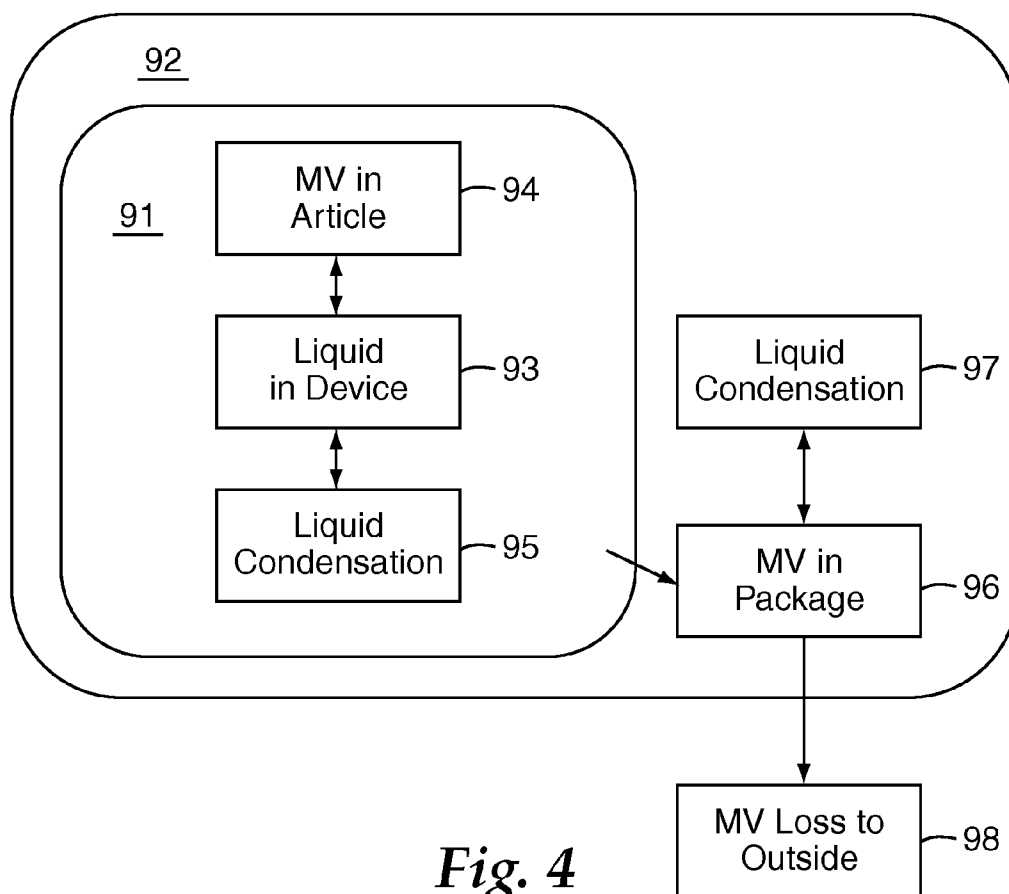 92
91
MV in
Article
94
Liquid
in Device
93
Liquid
Condensation
95
Liquid
Condensation
97
MV in
Package
96
MV Loss to
Outside
98
Fig. 4